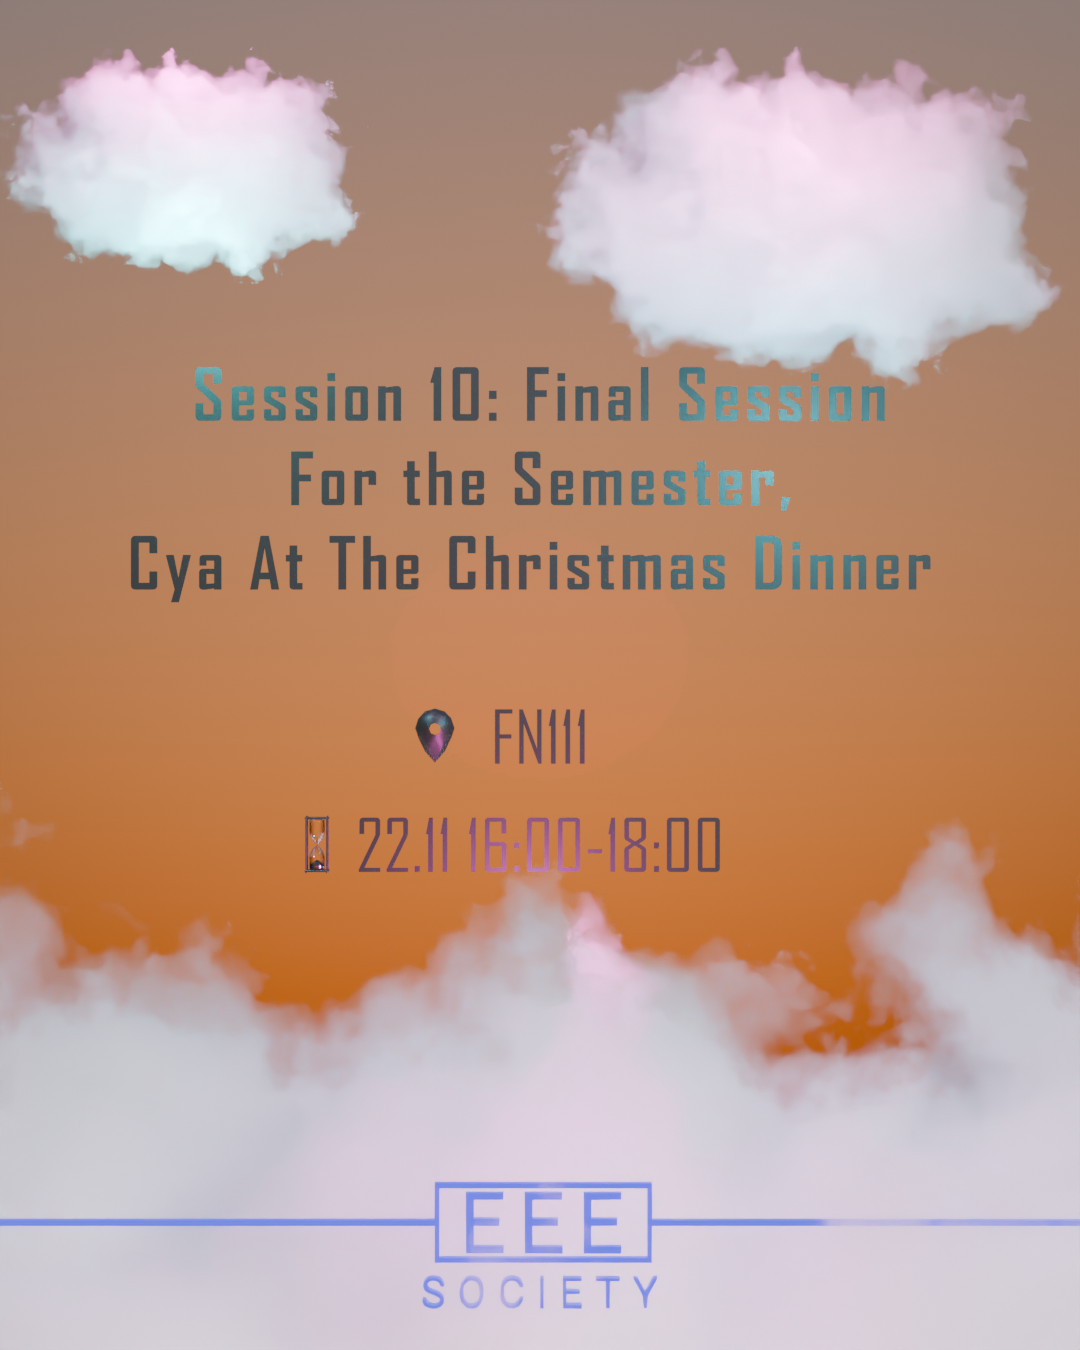 Session 10: Final Session
For the Semester,
Cya At The Christmas Dinner
FN111
22.11 16:00-18:00
EEE
SOCIETY